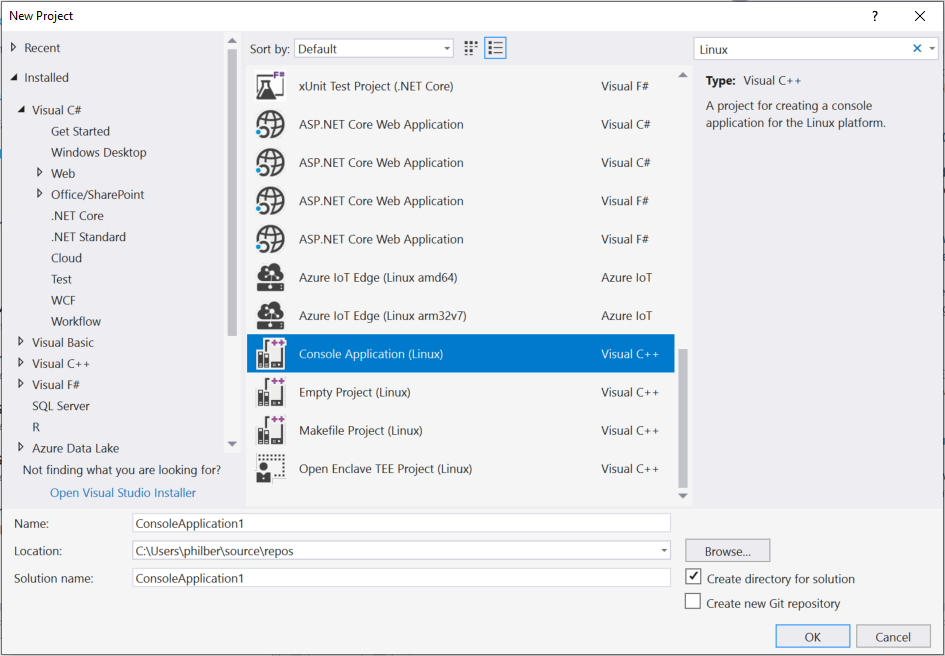 New Project
?
Recent
Installed
Visual C#
Get Started
Windows Desktop
Web
Office/SharePoint
.NET Core
.NET Standard
Cloud
Test
WCF
Workflow
Visual Basic
Visual C++
Visual F#
SQL Server
R
Azure Data Lake
Not finding what you are looking for?
Open Visual Studio Installer
Sort by: Default
xUnit Test Project (.NET Core) Visual F#
ASP.NET Core Web Application Visual C#
ASP.NET Core Web Application Visual C#
ASP.NET Core Web Application Visual F#
ASP.NET Core Web Application Visual F#
Azure IoT Edge (Linux amd64) Azure IoT
Azure IoT Edge (Linux arm32v7) Azure IoT
Console Application (Linux) Visual C++
Empty Project (Linux) Visual C++
Makefile Project (Linux) Visual C++
Open Enclave TEE Project (Linux) Visual C++
Linux
Type: Visual C++
A project for creating a console
application for the Linux platform.
Name: ConsoleApplication1
Location: C:\Users\philber\source\repos
Browse...
Solution name: ConsoleApplication1
Create directory for solution
Create new Git repository
OK Cancel